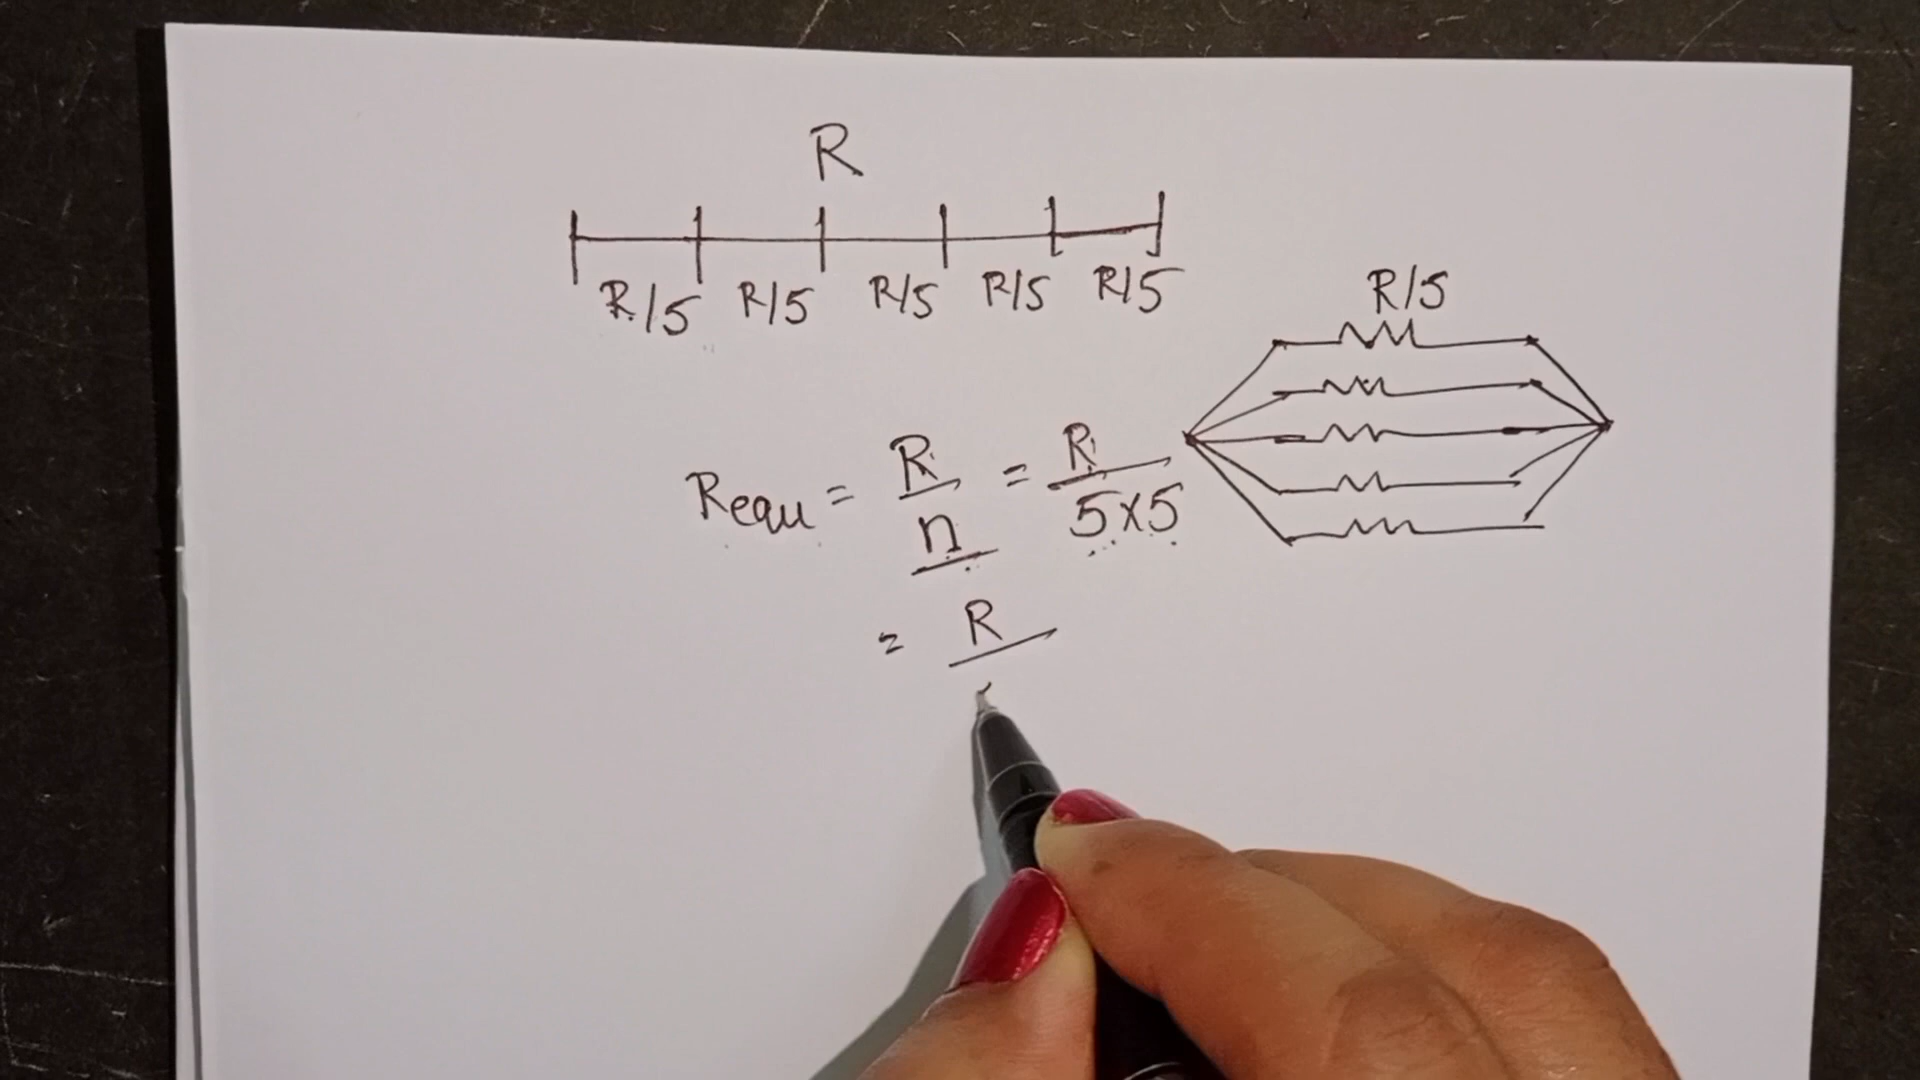 R
R/5 R/5 R/5 R/5 R/5
R/5
Requ = R/n = R/5×5
= R/